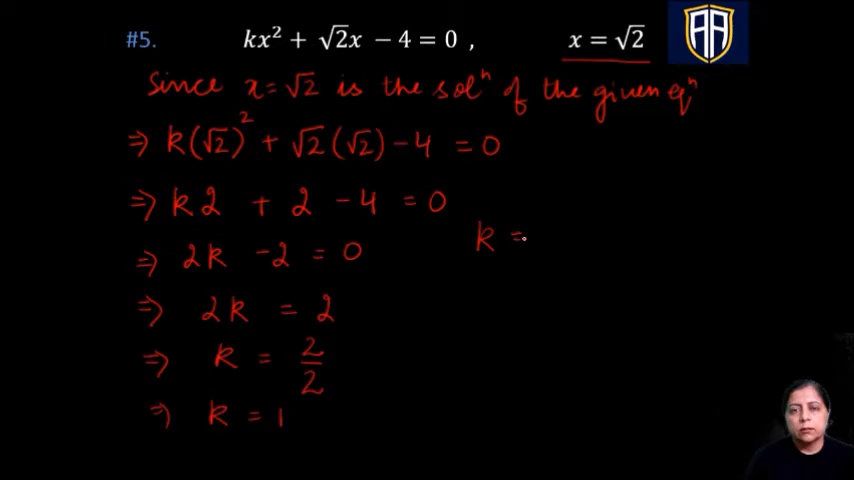 #5. kx² + √2x − 4 = 0 , x = √2
Since x = √2 is the solⁿ of the given eqⁿ
⇒ k(√2)² + √2(√2) − 4 = 0
⇒ k2 + 2 − 4 = 0
k =
⇒ 2k − 2 = 0
⇒ 2k = 2
⇒ k = 2/2
⇒ k = 1